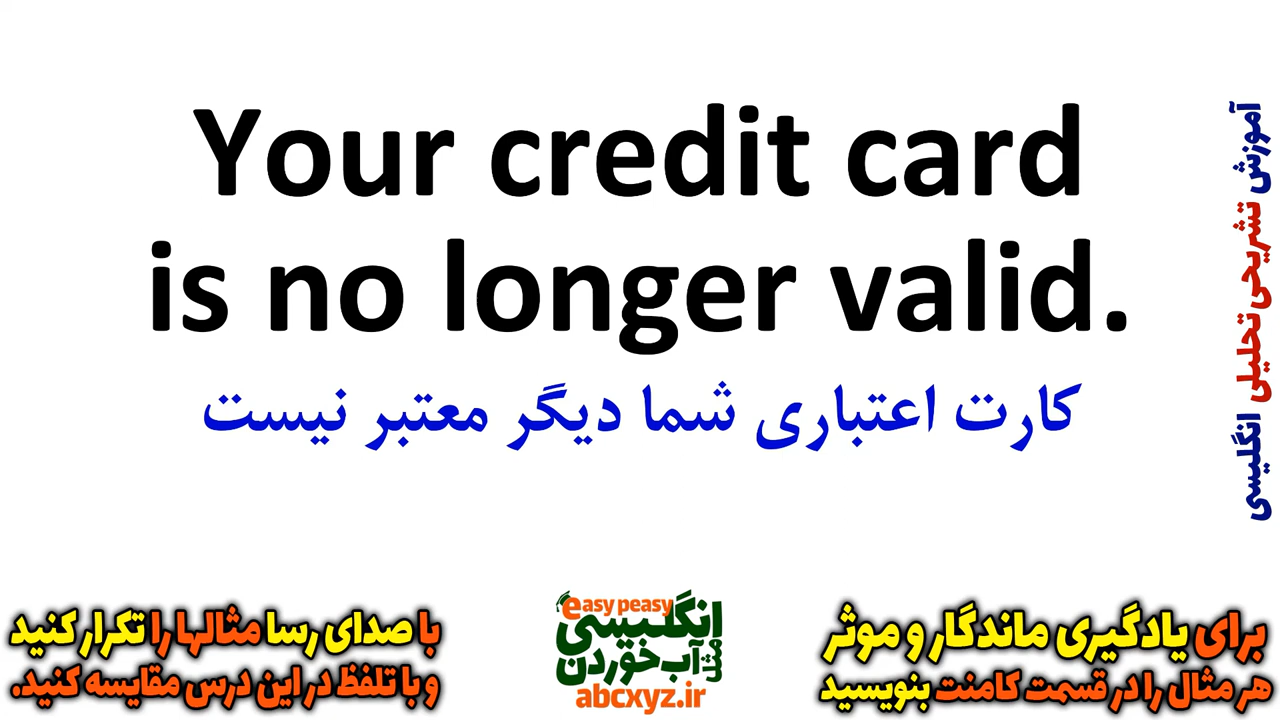 Your credit card
is no longer valid.
کارت اعتباری شما دیگر معتبر نیست
آموزش تشریحی تحلیلی انگلیسی
برای یادگیری ماندگار و موثر
هر مثال را در قسمت کامنت بنویسید
easy peasy
انگلیسی
مثل آب خوردن
abcxyz.ir
با صدای رسا مثالها را تکرار کنید
و با تلفظ در این درس مقایسه کنید.